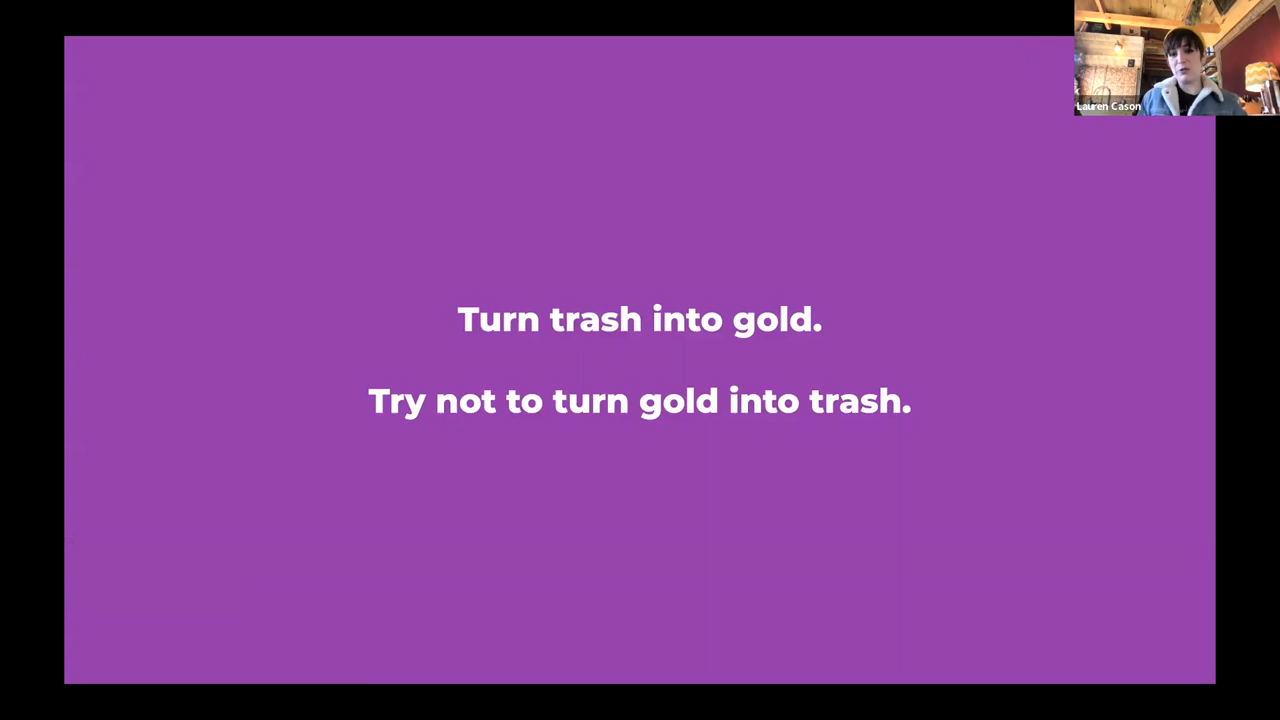 Lauren Cason
Turn trash into gold.
Try not to turn gold into trash.